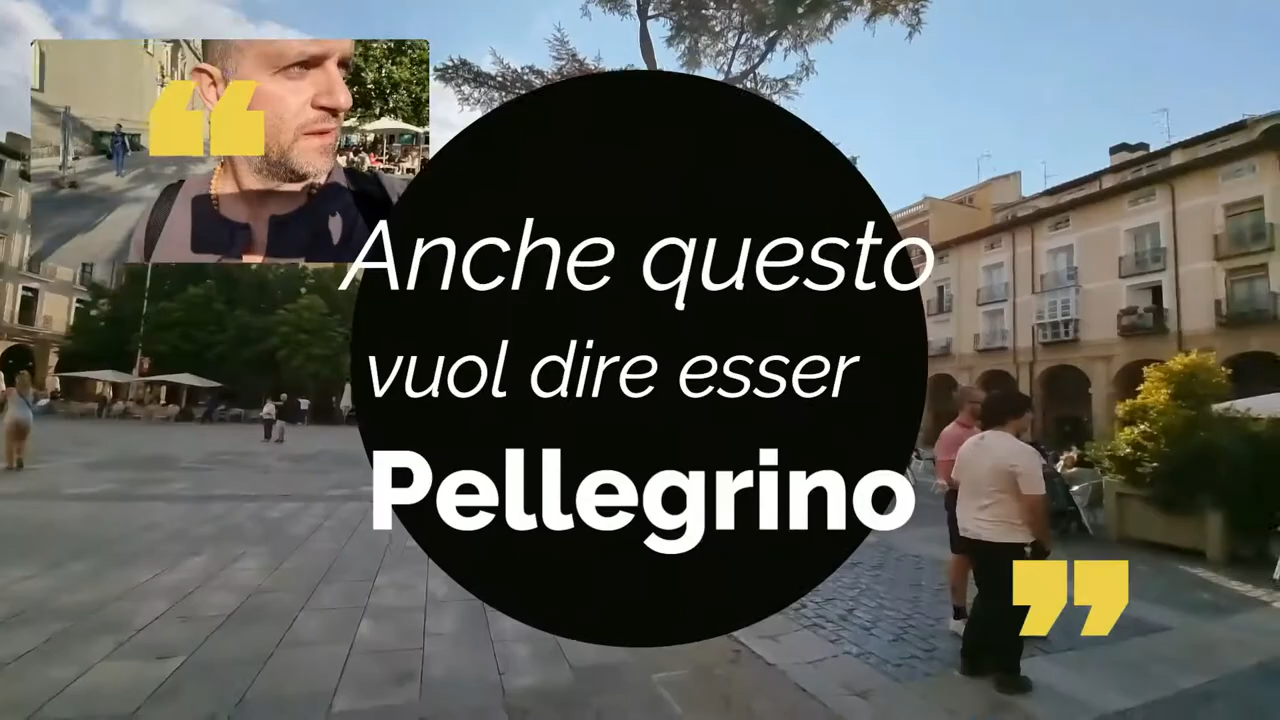 “
Anche questo
vuol dire esser
Pellegrino
”